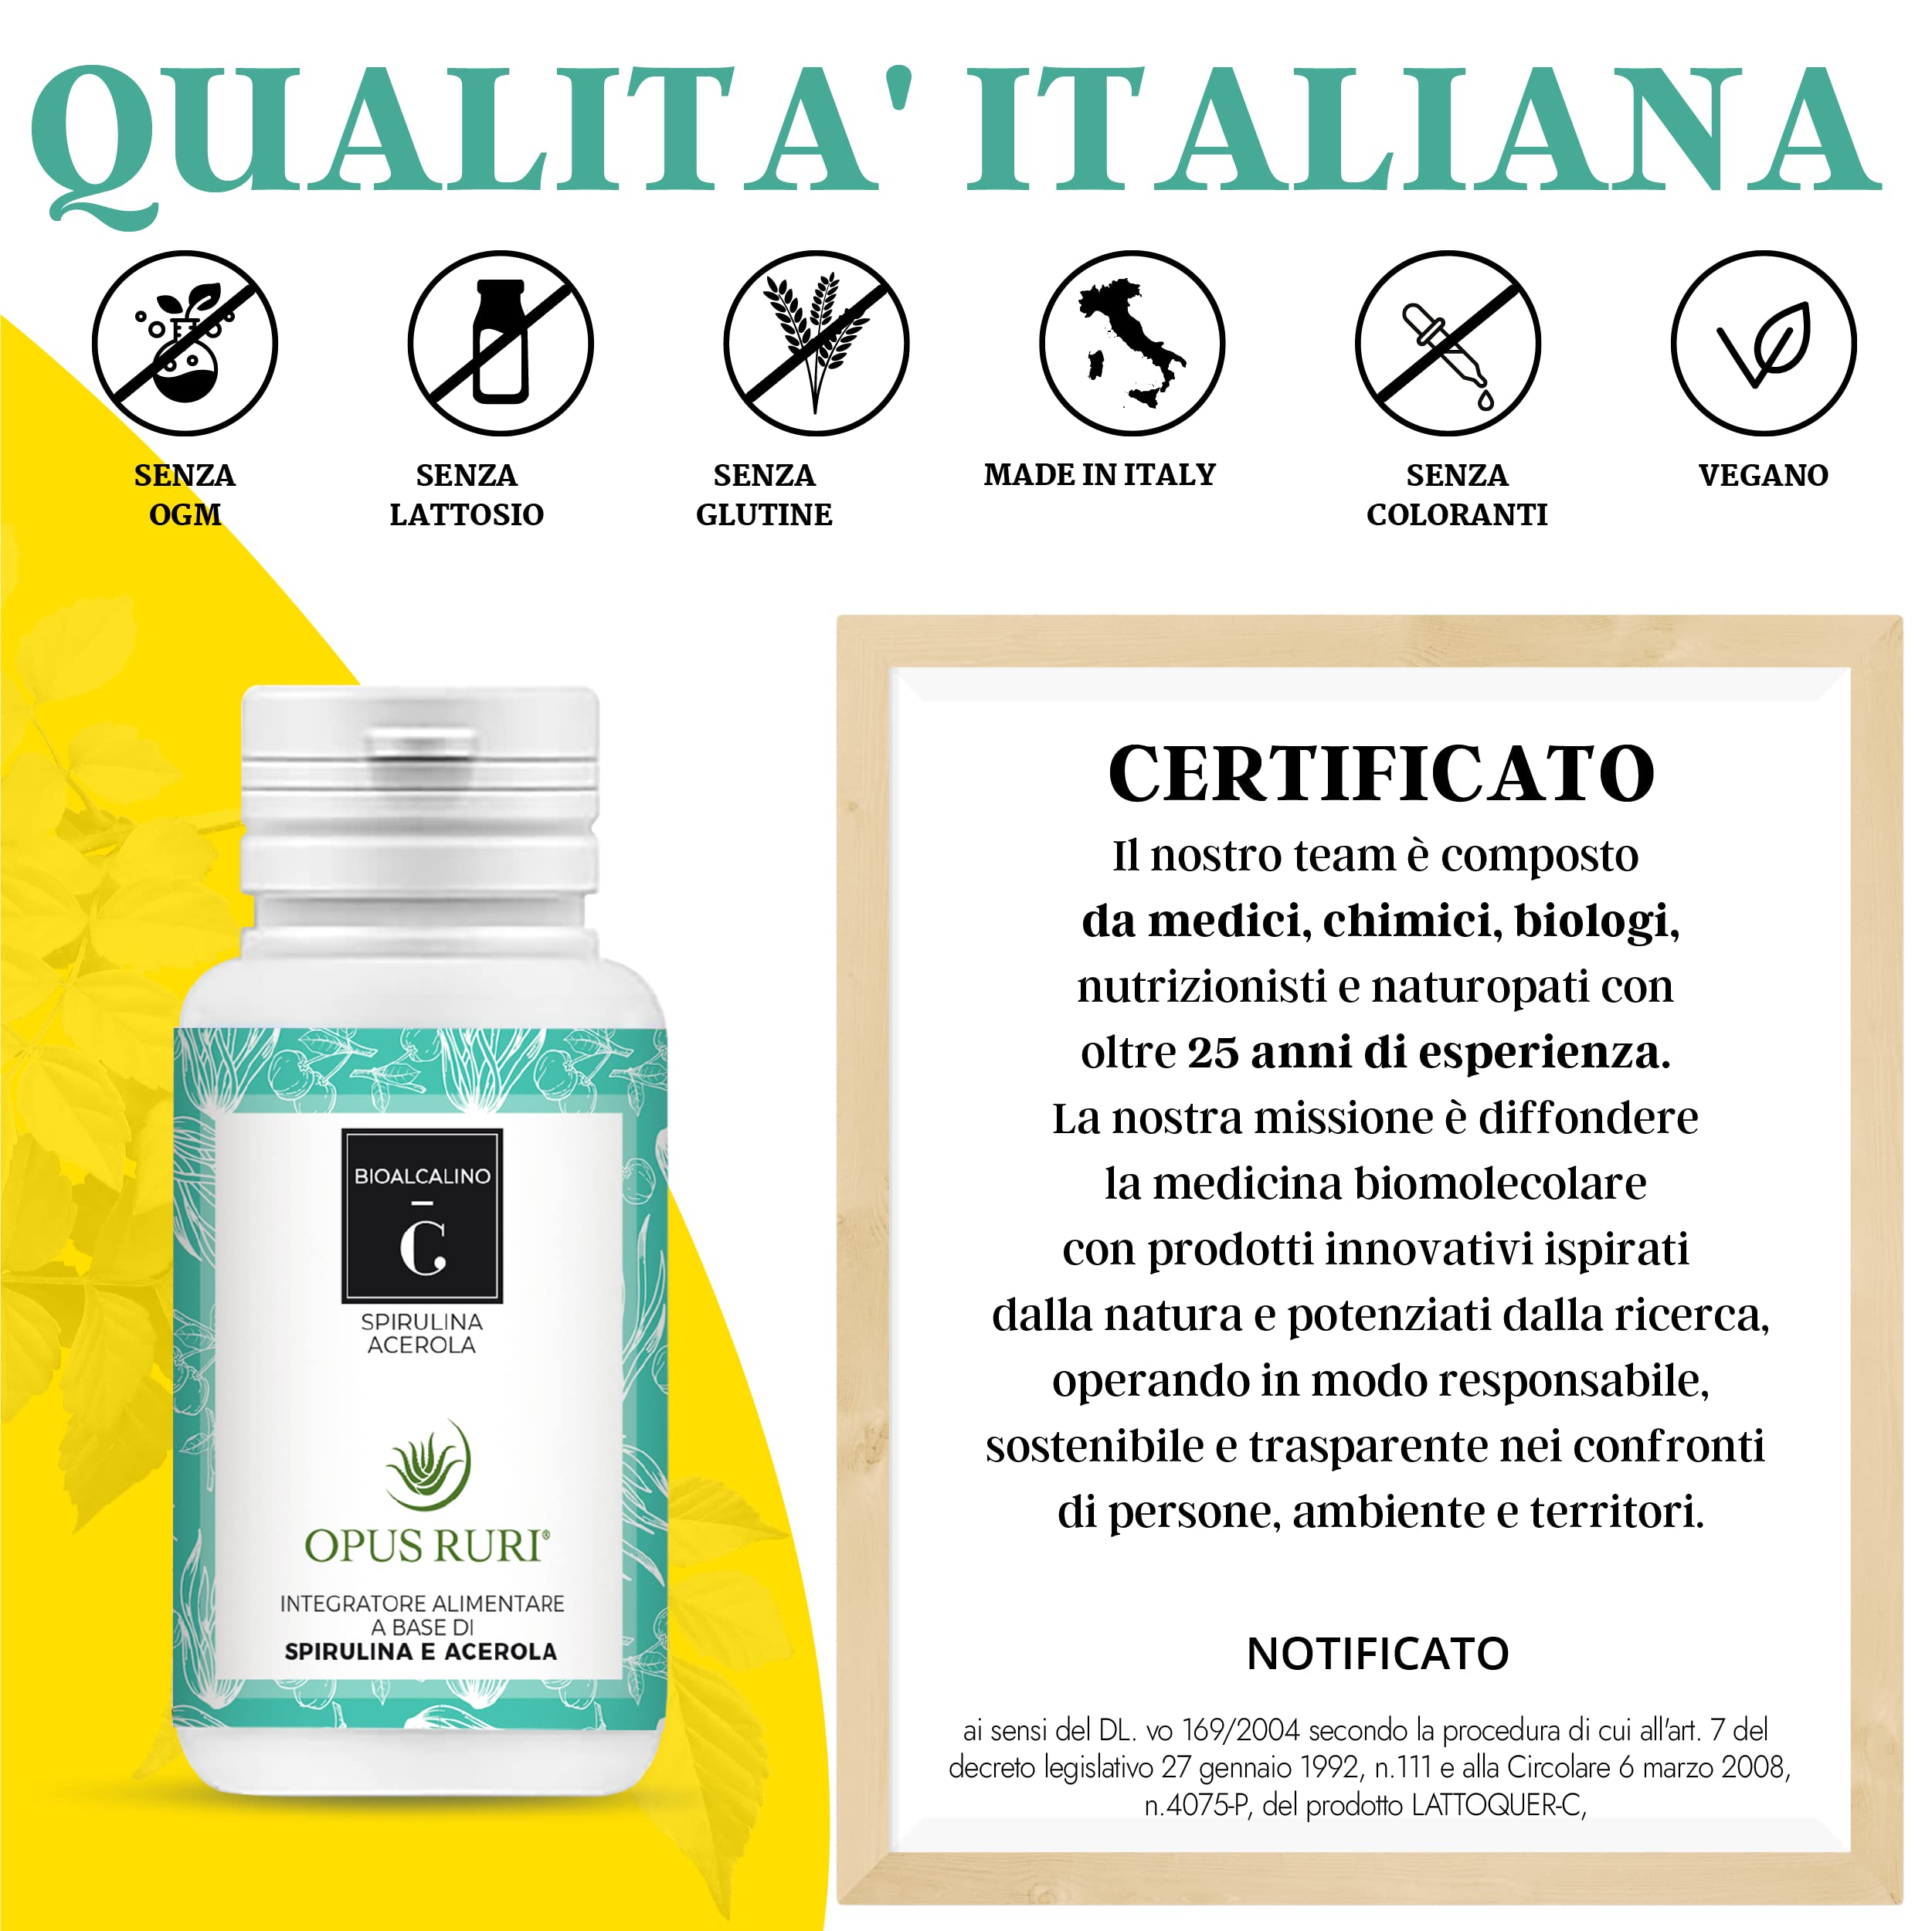 QUALITA' ITALIANA
SENZA
OGM
SENZA
LATTOSIO
SENZA
GLUTINE
MADE IN ITALY
SENZA
COLORANTI
VEGANO
BIOALCALINO
C
SPIRULINA
ACEROLA
OPUS RURI®
INTEGRATORE ALIMENTARE
A BASE DI
SPIRULINA E ACEROLA
CERTIFICATO
Il nostro team è composto
da medici, chimici, biologi,
nutrizionisti e naturopati con
oltre 25 anni di esperienza.
La nostra missione è diffondere
la medicina biomolecolare
con prodotti innovativi ispirati
dalla natura e potenziati dalla ricerca,
operando in modo responsabile,
sostenibile e trasparente nei confronti
di persone, ambiente e territori.
NOTIFICATO
ai sensi del DL. vo 169/2004 secondo la procedura di cui all'art. 7 del
decreto legislativo 27 gennaio 1992, n.111 e alla Circolare 6 marzo 2008,
n.4075-P, del prodotto LATTOQUER-C,